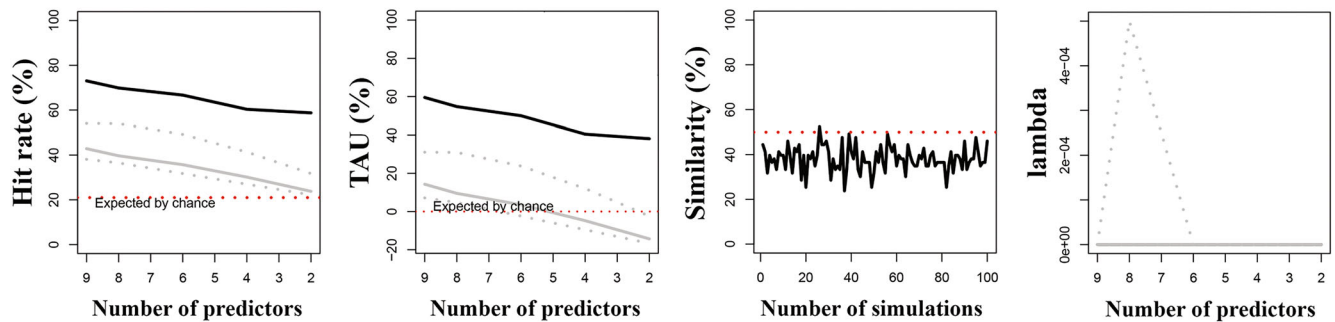 Hit rate (%)
100
80
60
40
20
0
Expected by chance
9 8 7 6 5 4 3 2
Number of predictors
TAU (%)
100
80
60
40
20
0
-20
Expected by chance
9 8 7 6 5 4 3 2
Number of predictors
Similarity (%)
100
80
60
40
20
0
0 20 40 60 80 100
Number of simulations
lambda
4e-04
2e-04
0e+00
9 8 7 6 5 4 3 2
Number of predictors